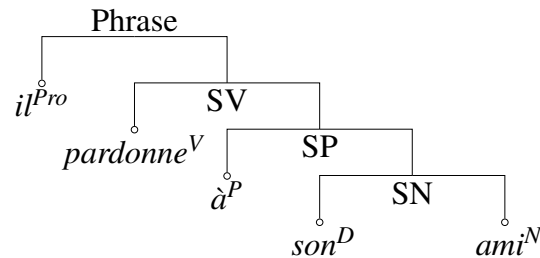 Phrase
il^Pro SV
pardonne^V SP
à^P SN
son^D ami^N